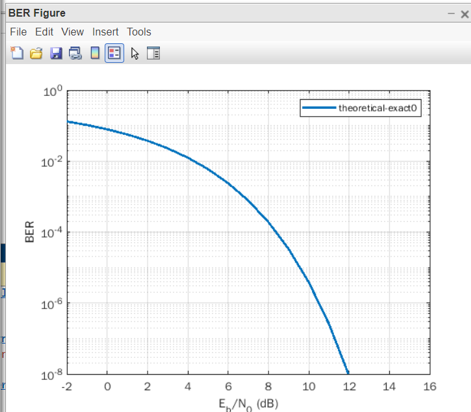 BER Figure
File Edit View Insert Tools
theoretical-exact0
10^0
10^-2
10^-4
10^-6
10^-8
BER
-2 0 2 4 6 8 10 12 14 16
E_b/N_0 (dB)